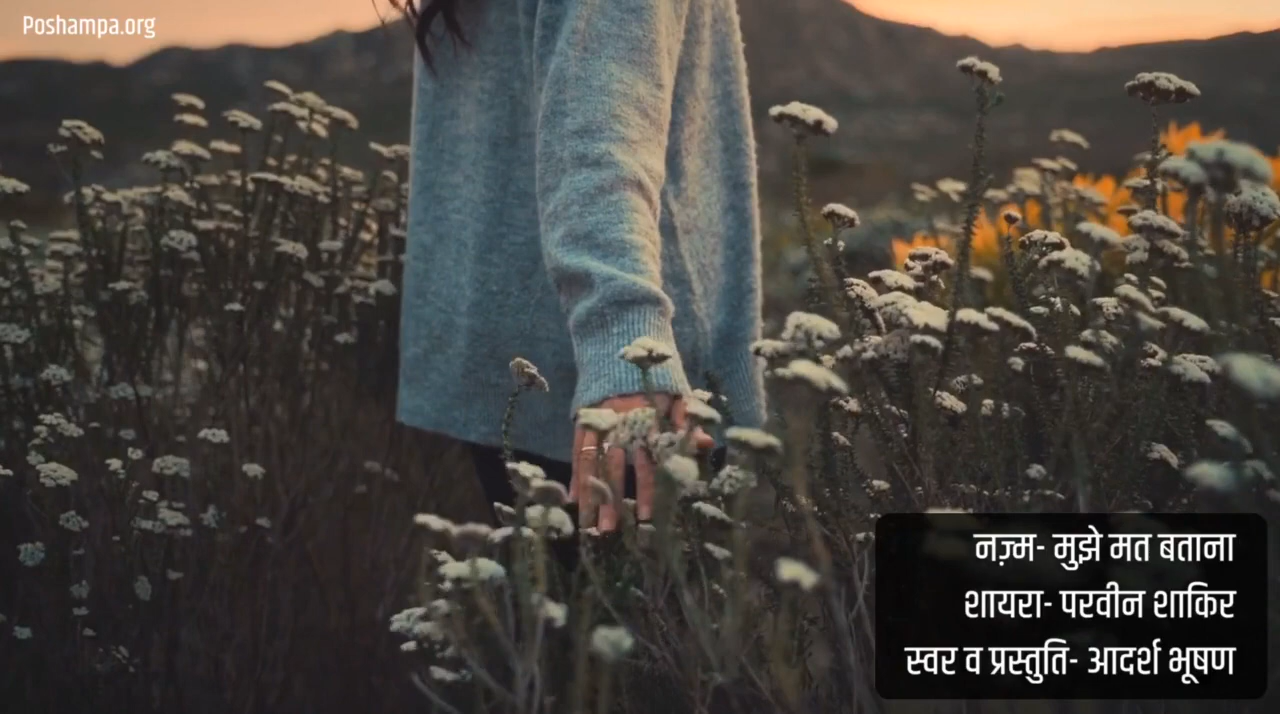 Poshampa.org
नज़्म- मुझे मत बताना
शायरा- परवीन शाकिर
स्वर व प्रस्तुति- आदर्श भूषण